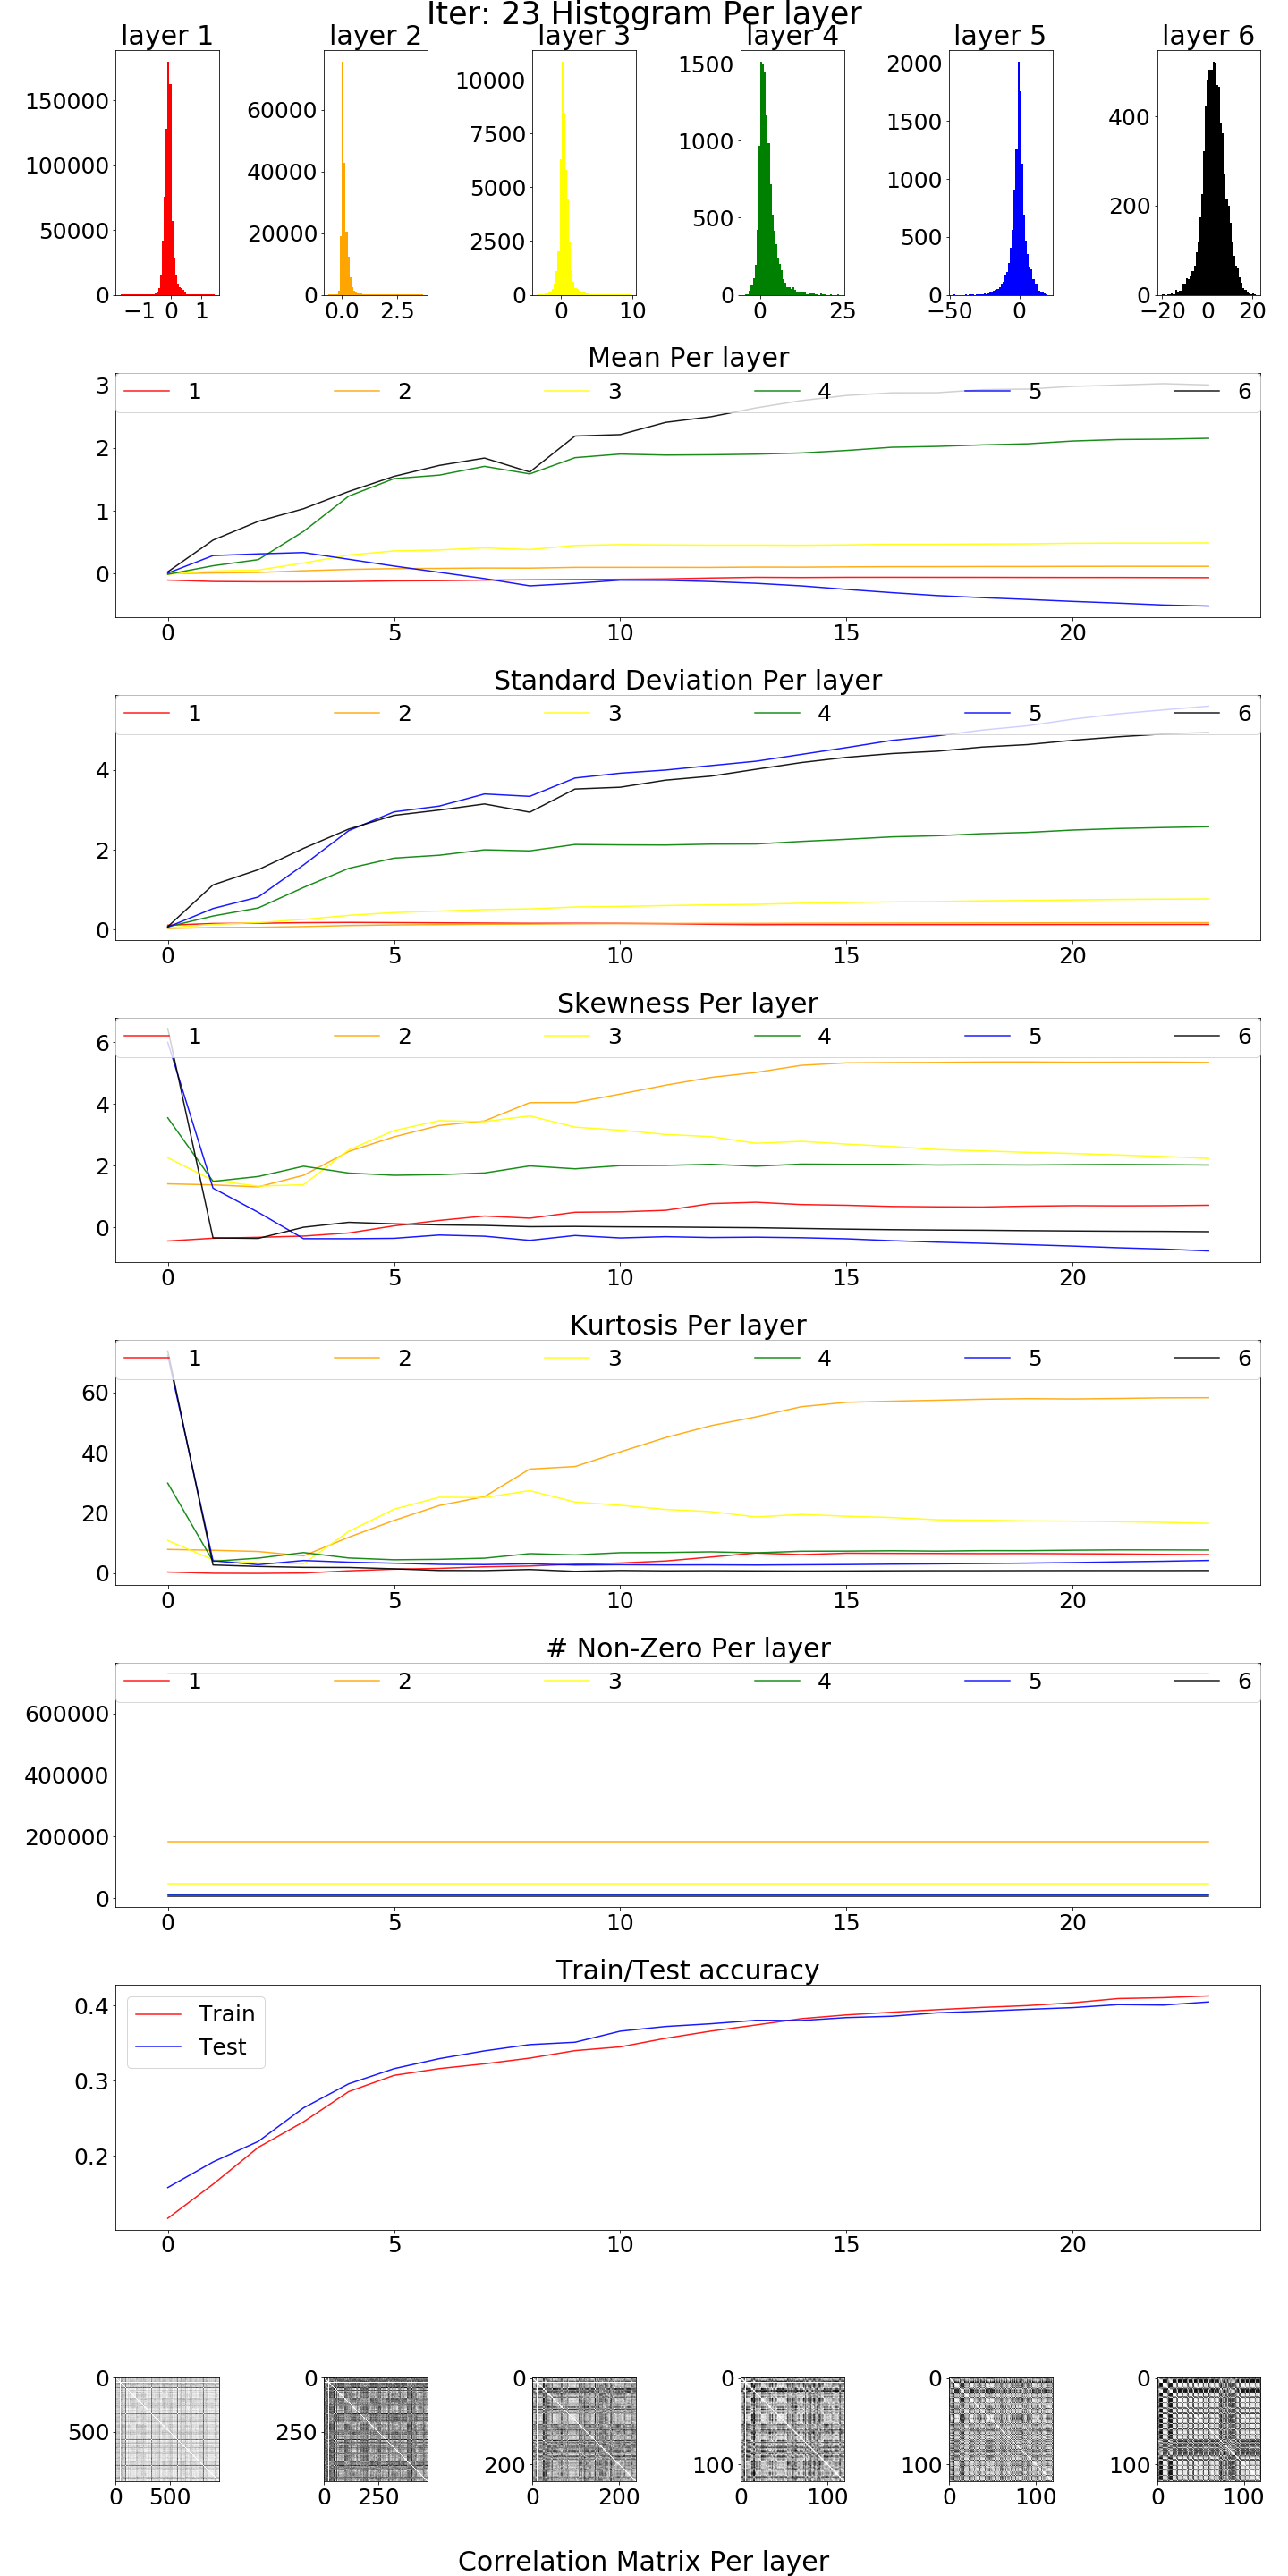 Iter: 23 Histogram Per layer
layer 1 layer 2 layer 3 layer 4 layer 5 layer 6
150000 100000 50000 0
−1 0 1
60000 40000 20000 0
0.0 2.5
10000 7500 5000 2500 0
0 10
1500 1000 500 0
0 25
2000 1500 1000 500 0
−50 0
400 200 0
−20 0 20
Mean Per layer
1 2 3 4 5 6
3
2
1
0
0 5 10 15 20
Standard Deviation Per layer
1 2 3 4 5 6
4
2
0
0 5 10 15 20
Skewness Per layer
1 2 3 4 5 6
6
4
2
0
0 5 10 15 20
Kurtosis Per layer
1 2 3 4 5 6
60
40
20
0
0 5 10 15 20
# Non-Zero Per layer
1 2 3 4 5 6
600000
400000
200000
0
0 5 10 15 20
Train/Test accuracy
Train
Test
0.4
0.3
0.2
0 5 10 15 20
0 0 0 0 0 0
500 250 200 100 100 100
0 500 0 250 0 200 0 100 0 100 0 100
Correlation Matrix Per layer